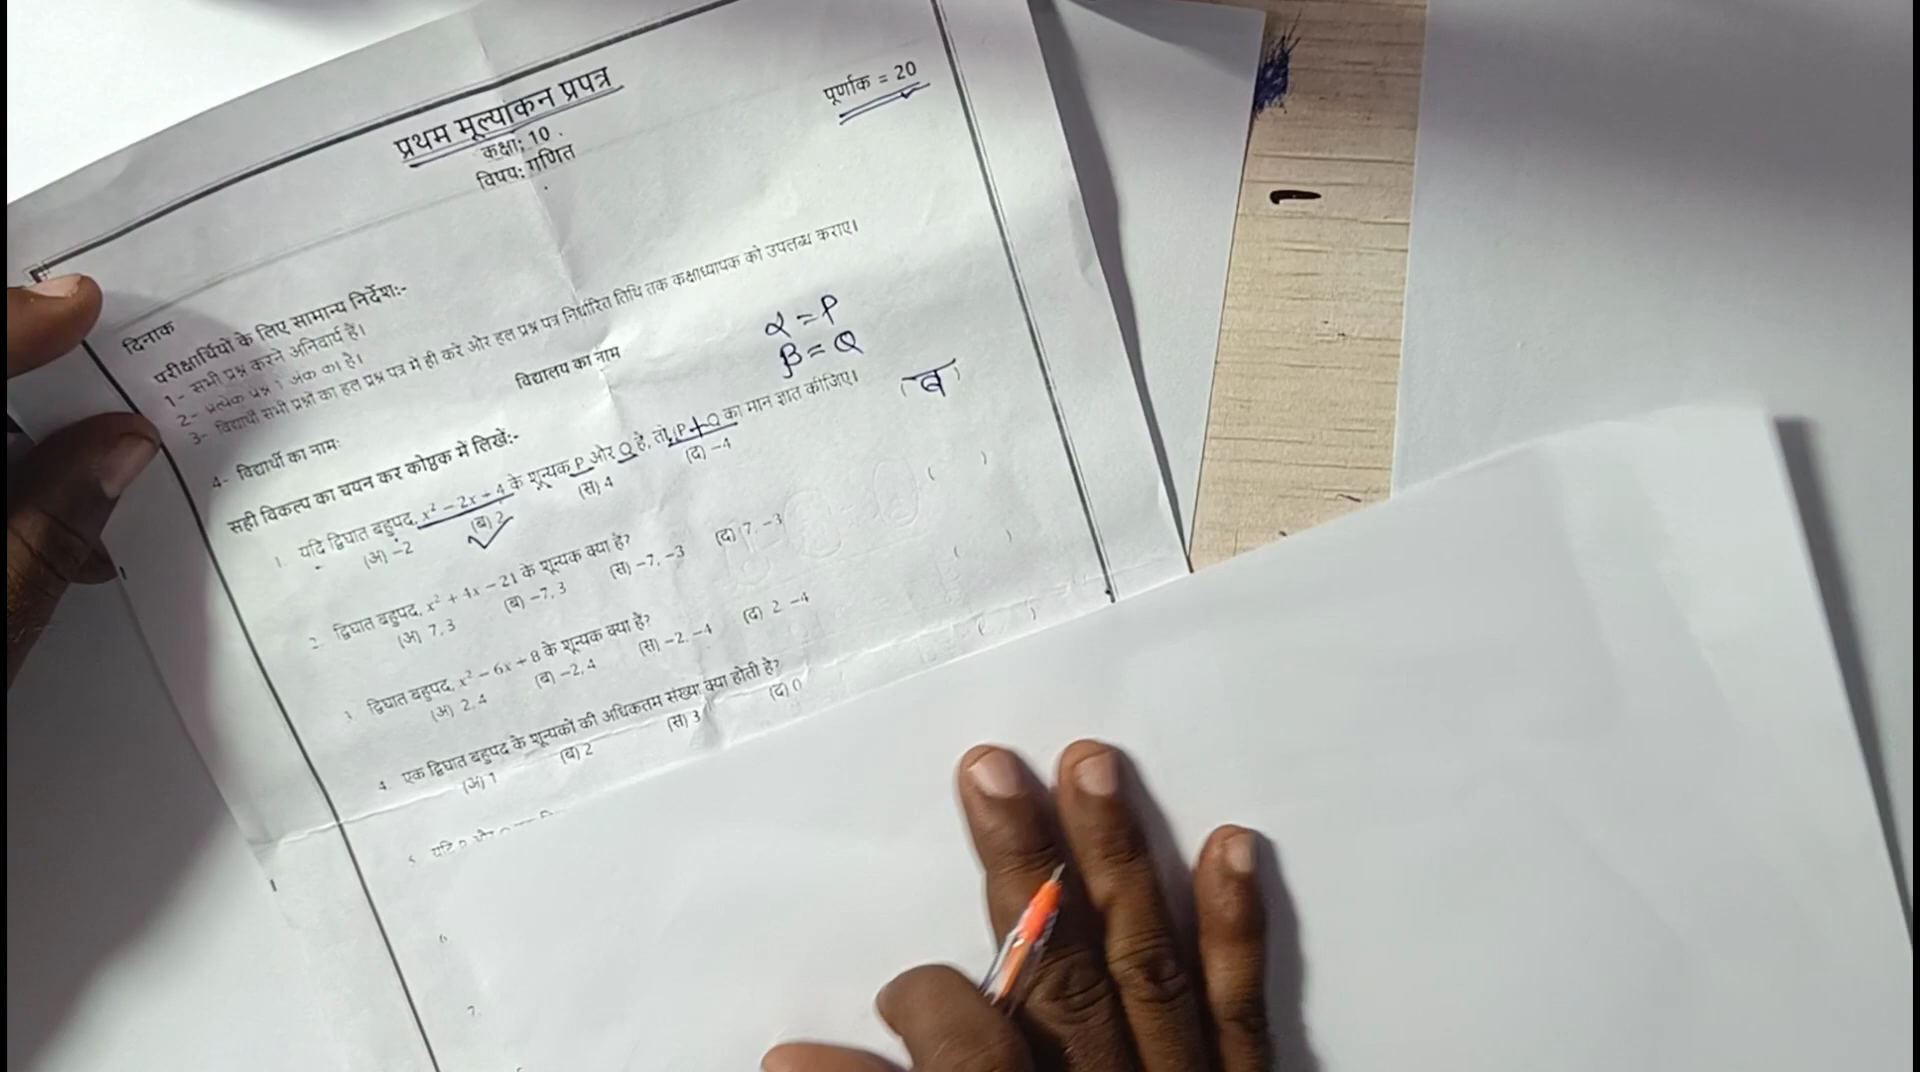 प्रथम मूल्यांकन प्रपत्र
कक्षा: 10
विषय: गणित
पूर्णांक = 20
दिनांक
परीक्षार्थियो के लिए सामान्य निर्देश:-
1- सभी प्रश्न करने अनिवार्य हैं।
2- प्रत्येक प्रश्न 1 अंक का है।
3- विद्यार्थी सभी प्रश्नों का हल प्रश्न पत्र में ही करे और हल प्रश्न पत्र निर्धारित तिथि तक कक्षाध्यापक को उपलब्ध कराए।
4- विद्यार्थी का नामः विद्यालय का नाम
α = P
β = Q
सही विकल्प का चयन कर कोष्ठक में लिखें:-
1. यदि द्विघात बहुपद, x² − 2x + 4 के शून्यक P और Q है, तो P + Q का मान ज्ञात कीजिए। (ब)
(अ) −2 (ब) 2 (स) 4 (द) −4
2. द्विघात बहुपद, x² + 4x − 21 के शून्यक क्या है? ( )
(अ) 7, 3 (ब) −7, 3 (स) −7, −3 (द) 7, −3
3. द्विघात बहुपद, x² − 6x + 8 के शून्यक क्या हैं? ( )
(अ) 2, 4 (ब) −2, 4 (स) −2, −4 (द) 2 −4
4. एक द्विघात बहुपद के शून्यकों की अधिकतम संख्या क्या होती है? ( )
(अ) 1 (ब) 2 (स) 3 (द) 0
5. यदि
6.
7.